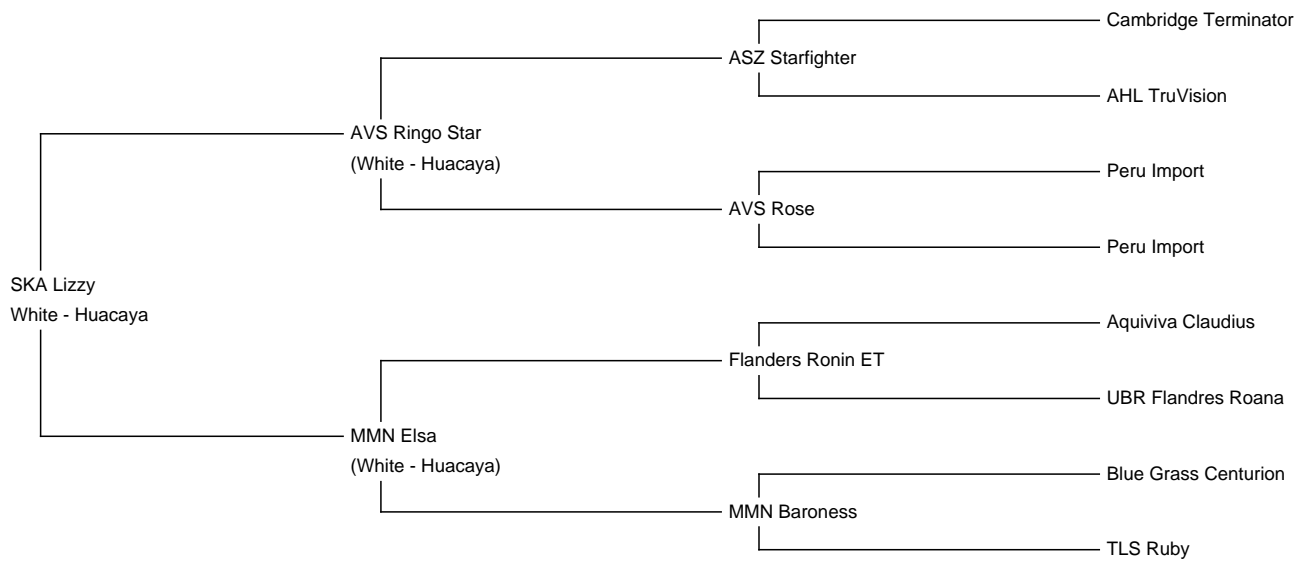 Cambridge Terminator
ASZ Starfighter
AHL TruVision
AVS Ringo Star
(White - Huacaya)
Peru Import
AVS Rose
Peru Import
SKA Lizzy
White - Huacaya
Aquiviva Claudius
Flanders Ronin ET
UBR Flandres Roana
MMN Elsa
(White - Huacaya)
Blue Grass Centurion
MMN Baroness
TLS Ruby